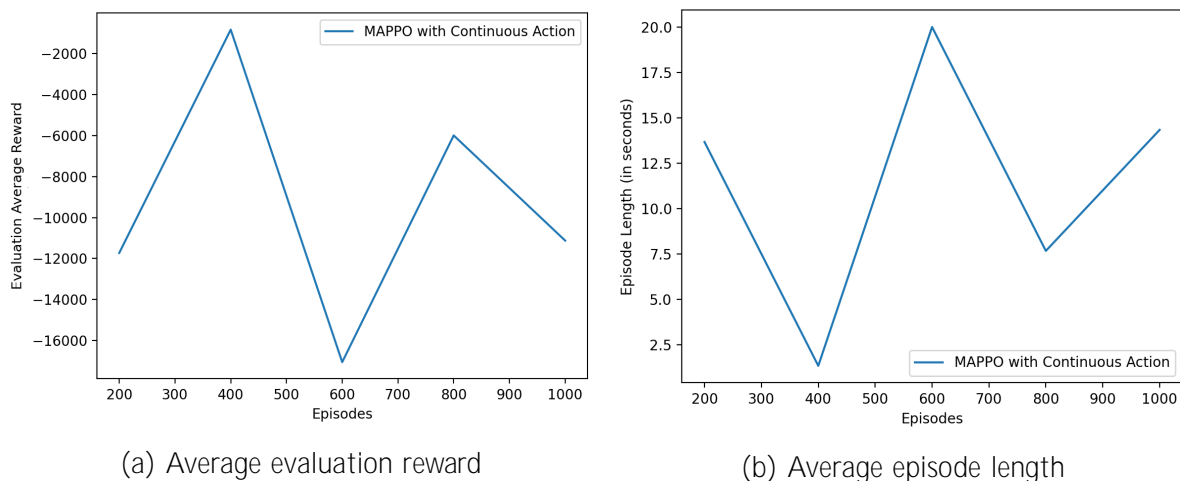 MAPPO with Continuous Action
Evaluation Average Reward
−2000
−4000
−6000
−8000
−10000
−12000
−14000
−16000
200 300 400 500 600 700 800 900 1000
Episodes
(a) Average evaluation reward
Episode Length (in seconds)
20.0
17.5
15.0
12.5
10.0
7.5
5.0
2.5
MAPPO with Continuous Action
200 300 400 500 600 700 800 900 1000
Episodes
(b) Average episode length